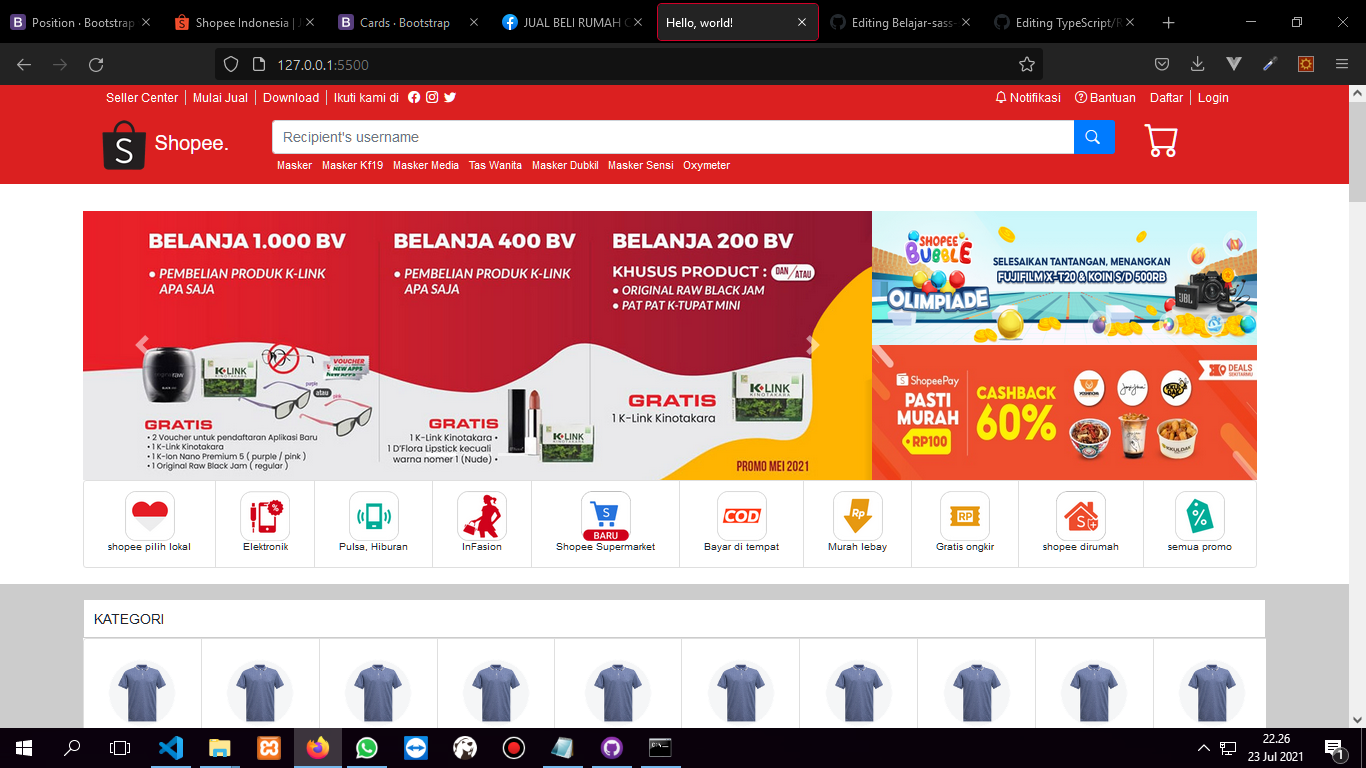 Position · Bootstrap
Shopee Indonesia | J
Cards · Bootstrap
JUAL BELI RUMAH C
Hello, world!
Editing Belajar-sass-
Editing TypeScript/R
127.0.0.1:5500
Seller Center Mulai Jual Download Ikuti kami di
Notifikasi Bantuan Daftar Login
S Shopee.
Recipient's username
Masker Masker Kf19 Masker Media Tas Wanita Masker Dubkil Masker Sensi Oxymeter
BELANJA 1.000 BV
• PEMBELIAN PRODUK K-LINK
APA SAJA
VOUCHER
NEW APPS
purple
atau
pink
K-LINK
GRATIS
• 2 Voucher untuk pendaftaran Aplikasi Baru
• 1 K-Link Kinotakara
• 1 K-Ion Nano Premium 5 ( purple / pink )
• 1 Original Raw Black Jam ( regular )
BELANJA 400 BV
• PEMBELIAN PRODUK K-LINK
APA SAJA
GRATIS
1 K-Link Kinotakara •
1 D'Flora Lipstick kecuali
warna nomer 1 (Nude) •
K-LINK
BELANJA 200 BV
KHUSUS PRODUCT : DAN/ATAU
• ORIGINAL RAW BLACK JAM
• PAT PAT K-TUPAT MINI
GRATIS
1 K-Link Kinotakara
K-LINK
PROMO MEI 2021
SHOPEE
BUBBLE
OLIMPIADE
SELESAIKAN TANTANGAN, MENANGKAN
FUJIFILM X-T20 & KOIN S/D 500RB
JBL
ShopeePay
PASTI
MURAH
RP100
CASHBACK
60%
DEALS
SEKITARMU
shopee pilih lokal
Elektronik
Pulsa, Hiburan
InFasion
S
BARU
Shopee Supermarket
COD
Bayar di tempat
Rp
Murah lebay
RP
Gratis ongkir
S
shopee dirumah
%
semua promo
KATEGORI
22.26
23 Jul 2021
1